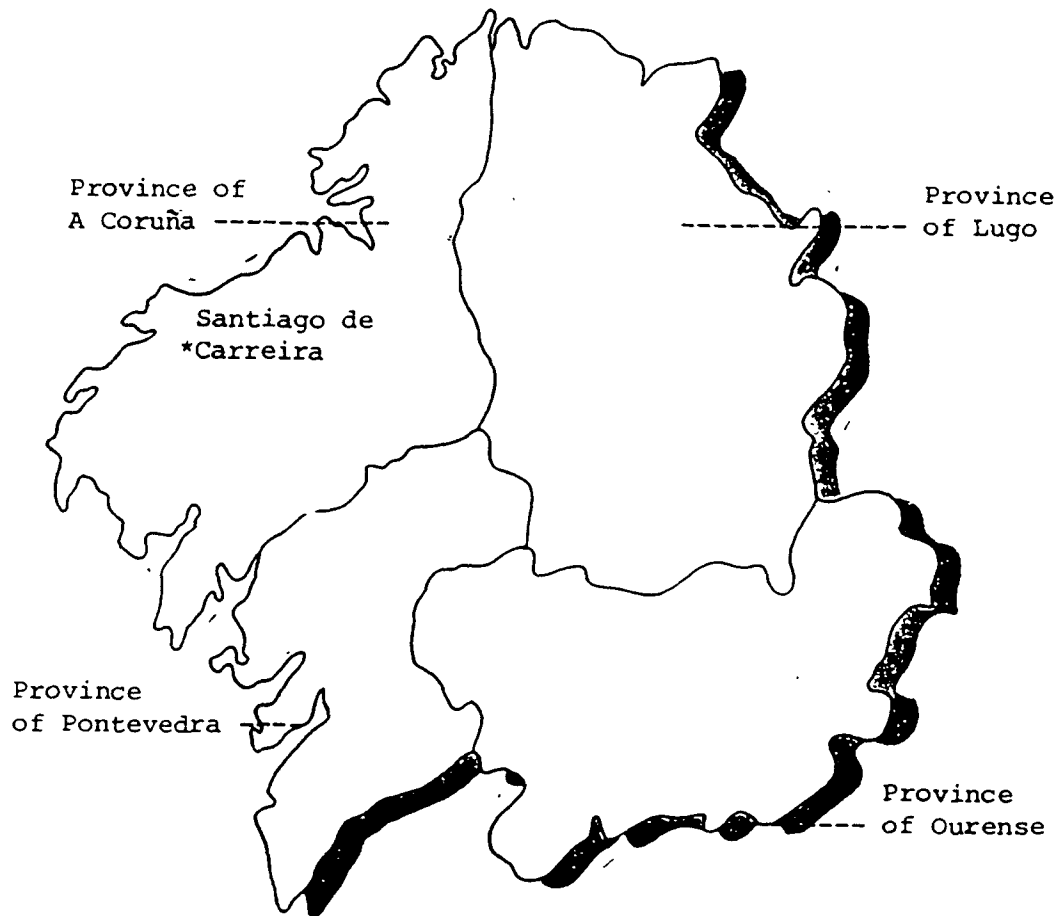 Province of
A Coruña
Province
of Lugo
Santiago de
*Carreira
Province
of Pontevedra
Province
of Ourense